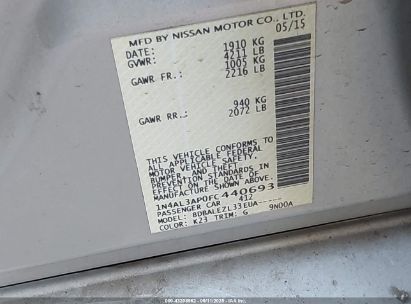 MFD BY NISSAN MOTOR CO., LTD.
DATE: 05/15
GVWR: 1910 KG
4211 LB
GAWR FR.: 1005 KG
2216 LB
GAWR RR.: 940 KG
2072 LB
THIS VEHICLE CONFORMS TO
ALL APPLICABLE FEDERAL
MOTOR VEHICLE SAFETY,
BUMPER, AND THEFT
PREVENTION STANDARDS IN
EFFECT ON THE DATE OF
MANUFACTURE SHOWN ABOVE.
1N4AL3AP0FC440693
PASSENGER CAR 412
BDBALEZL33EUA
COLOR: K23 TRIM: G 9N00A